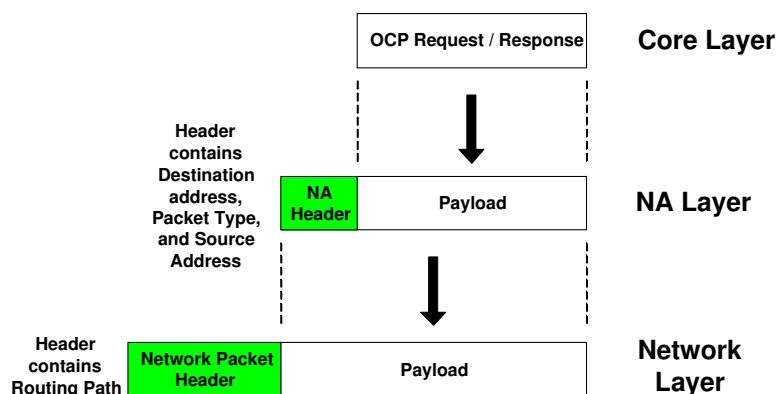 OCP Request / Response
Core Layer
Header
contains
Destination
address,
Packet Type,
and Source
Address
NA
Header
Payload
NA Layer
Header
contains
Routing Path
Network Packet
Header
Payload
Network
Layer